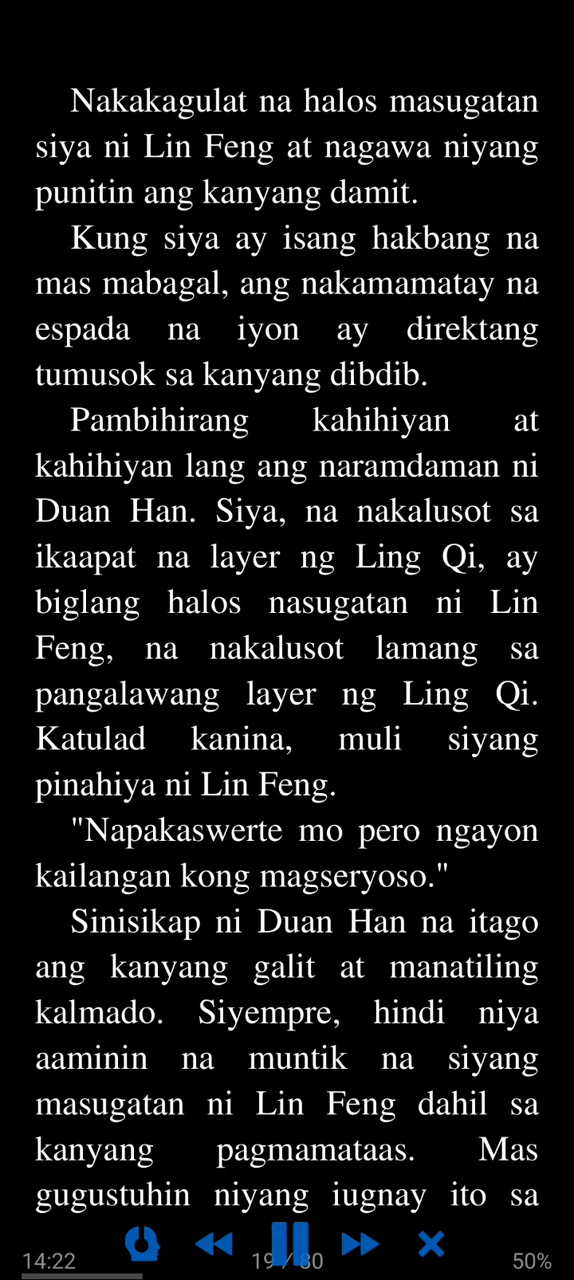 Nakakagulat na halos masugatan
siya ni Lin Feng at nagawa niyang
punitin ang kanyang damit.
Kung siya ay isang hakbang na
mas mabagal, ang nakamamatay na
espada na iyon ay direktang
tumusok sa kanyang dibdib.
Pambihirang kahihiyan at
kahihiyan lang ang naramdaman ni
Duan Han. Siya, na nakalusot sa
ikaapat na layer ng Ling Qi, ay
biglang halos nasugatan ni Lin
Feng, na nakalusot lamang sa
pangalawang layer ng Ling Qi.
Katulad kanina, muli siyang
pinahiya ni Lin Feng.
"Napakaswerte mo pero ngayon
kailangan kong magseryoso."
Sinisikap ni Duan Han na itago
ang kanyang galit at manatiling
kalmado. Siyempre, hindi niya
aaminin na muntik na siyang
masugatan ni Lin Feng dahil sa
kanyang pagmamataas. Mas
gugustuhin niyang iugnay ito sa
14:22 19 / 80 50%